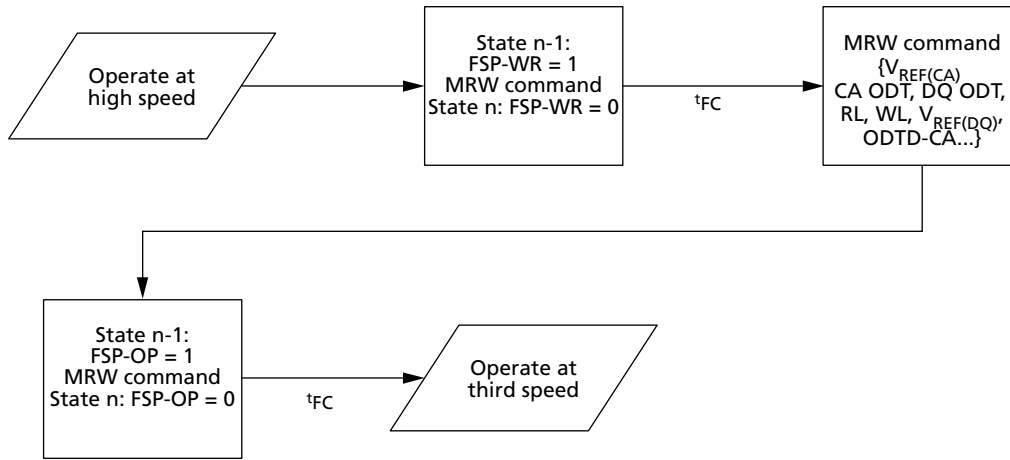 Operate at
high speed
State n-1:
FSP-WR = 1
MRW command
State n: FSP-WR = 0
tFC
MRW command
{VREF(CA)
CA ODT, DQ ODT,
RL, WL, VREF(DQ),
ODTD-CA...}
State n-1:
FSP-OP = 1
MRW command
State n: FSP-OP = 0
tFC
Operate at
third speed